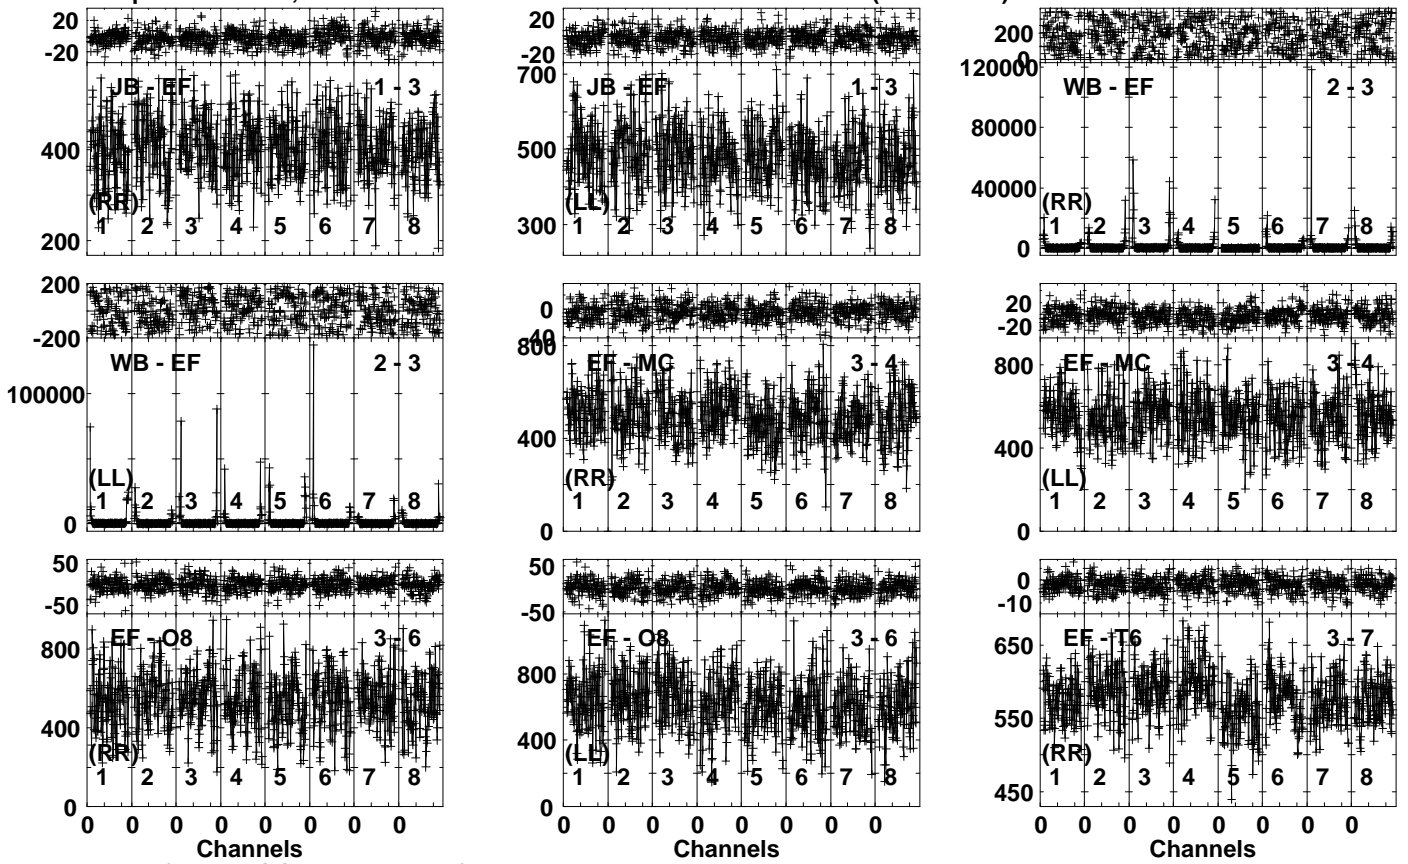 20
-20
JB - EF 1 - 3
400
(RR)
1 2 3 4 5 6 7 8
200
20
-20
700
JB - EF 1 - 3
500
(LL)
1 2 3 4 5 6 7 8
300
200
0
120000
WB - EF 2 - 3
80000
40000
(RR)
1 2 3 4 5 6 7 8
0
200
-200
WB - EF 2 - 3
100000
(LL)
1 2 3 4 5 6 7 8
0
0
40
800
EF - MC 3 - 4
400
(RR)
1 2 3 4 5 6 7 8
0
20
-20
800
EF - MC 3 - 4
400
(LL)
1 2 3 4 5 6 7 8
0
50
-50
EF - O8 3 - 6
800
400
(RR)
1 2 3 4 5 6 7 8
0
0 0 0 0 0 0 0 0
Channels
50
-50
EF - O8 3 - 6
800
400
(LL)
1 2 3 4 5 6 7 8
0
0 0 0 0 0 0 0 0
Channels
0
-10
EF - T6 3 - 7
650
550
(RR)
1 2 3 4 5 6 7 8
450
0 0 0 0 0 0 0 0
Channels